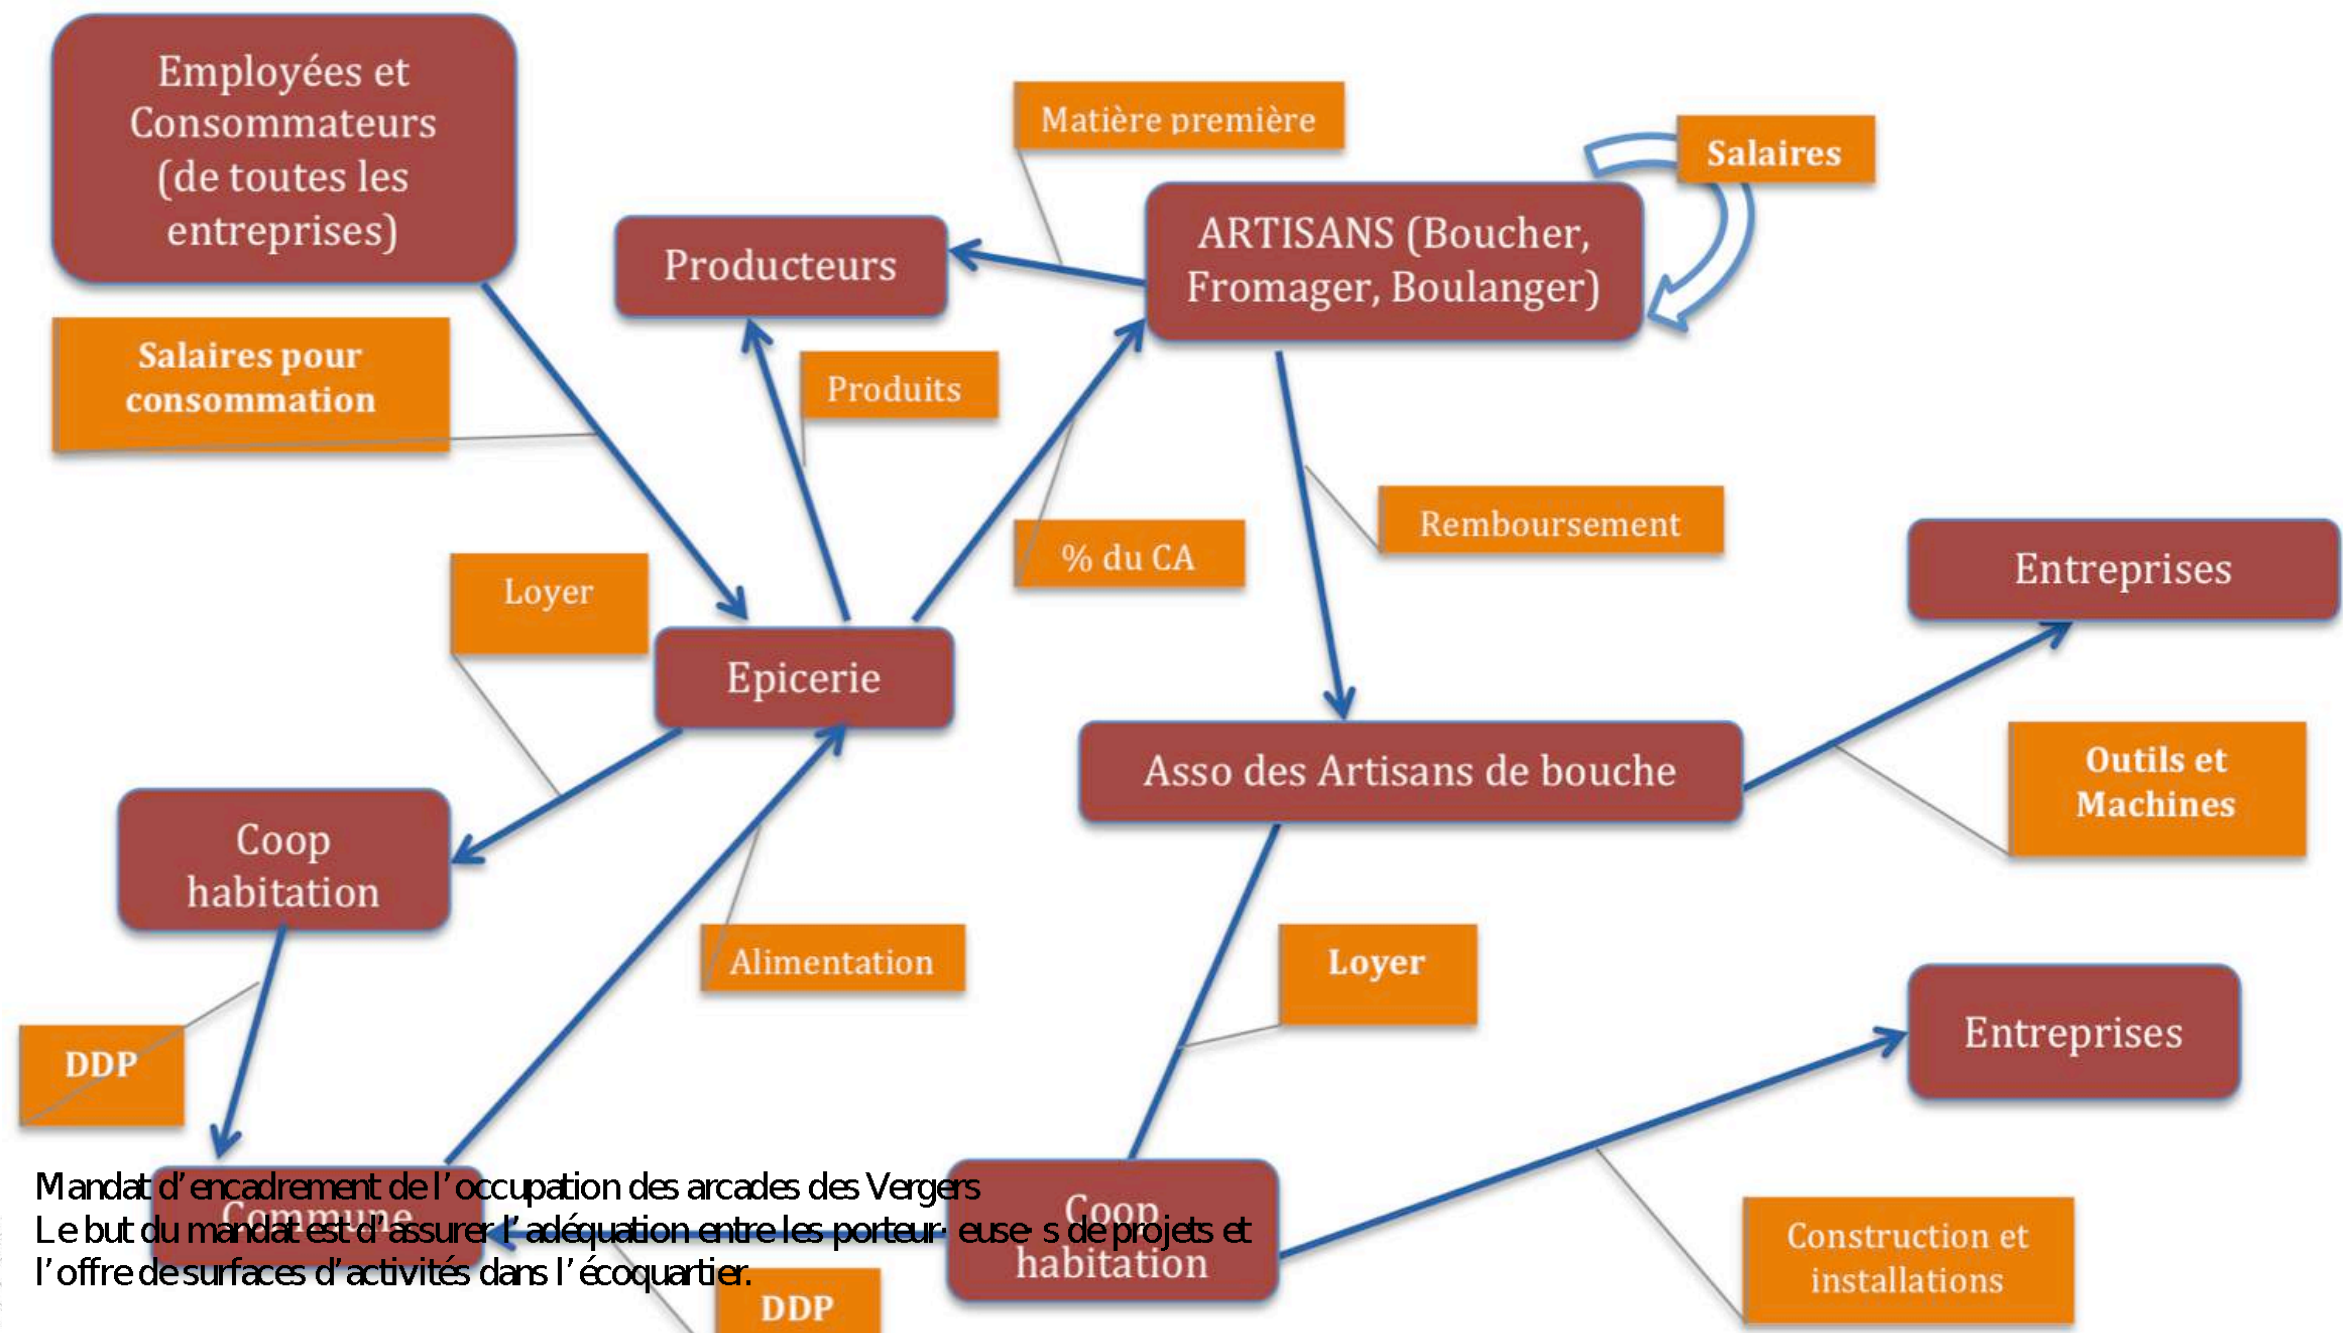 Employées et
Consommateurs
(de toutes les
entreprises)
Matière première
Salaires
ARTISANS (Boucher,
Fromager, Boulanger)
Producteurs
Salaires pour
consommation
Produits
% du CA
Remboursement
Entreprises
Loyer
Epicerie
Asso des Artisans de bouche
Outils et
Machines
Coop
habitation
Alimentation
Loyer
DDP
Entreprises
Commune
Coop
habitation
Construction et
installations
DDP
Mandat d’encadrement de l’occupation des arcades des Vergers
Le but du mandat est d’assurer l’adéquation entre les porteur·euse·s de projets et
l’offre de surfaces d’activités dans l’écoquartier.